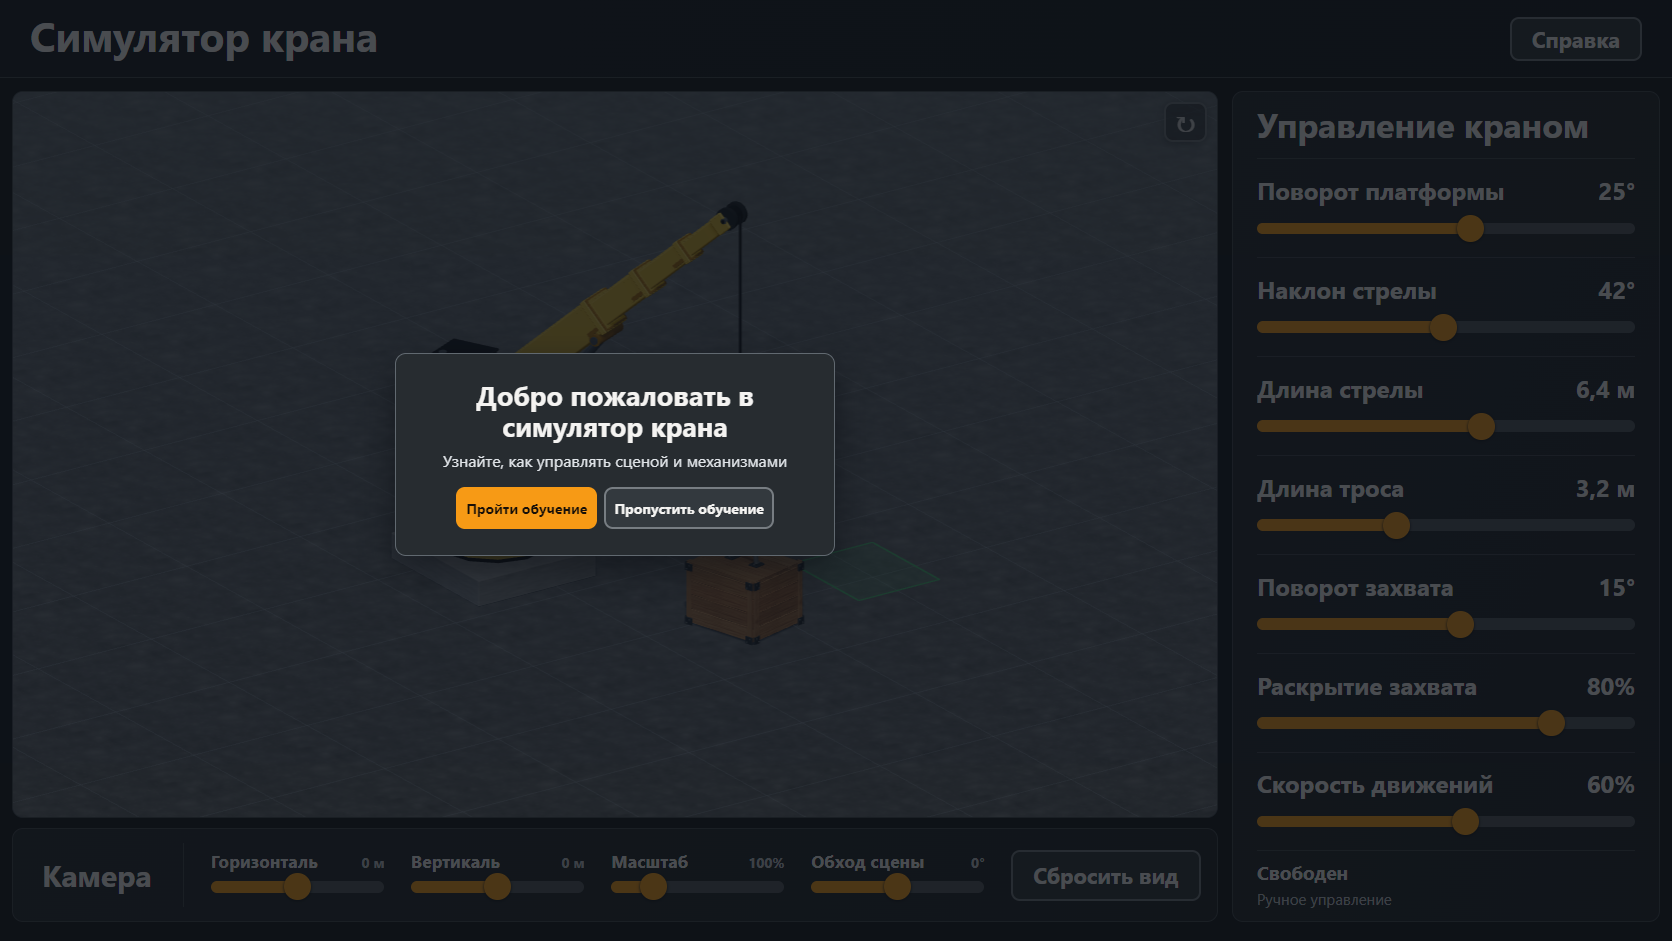 Симулятор крана
Справка
↻
Управление краном
Поворот платформы 25°
Наклон стрелы 42°
Длина стрелы 6,4 м
Длина троса 3,2 м
Поворот захвата 15°
Раскрытие захвата 80%
Скорость движений 60%
Свободен
Ручное управление
Добро пожаловать в
симулятор крана
Узнайте, как управлять сценой и механизмами
Пройти обучение
Пропустить обучение
Камера
Горизонталь 0 м
Вертикаль 0 м
Масштаб 100%
Обход сцены 0°
Сбросить вид